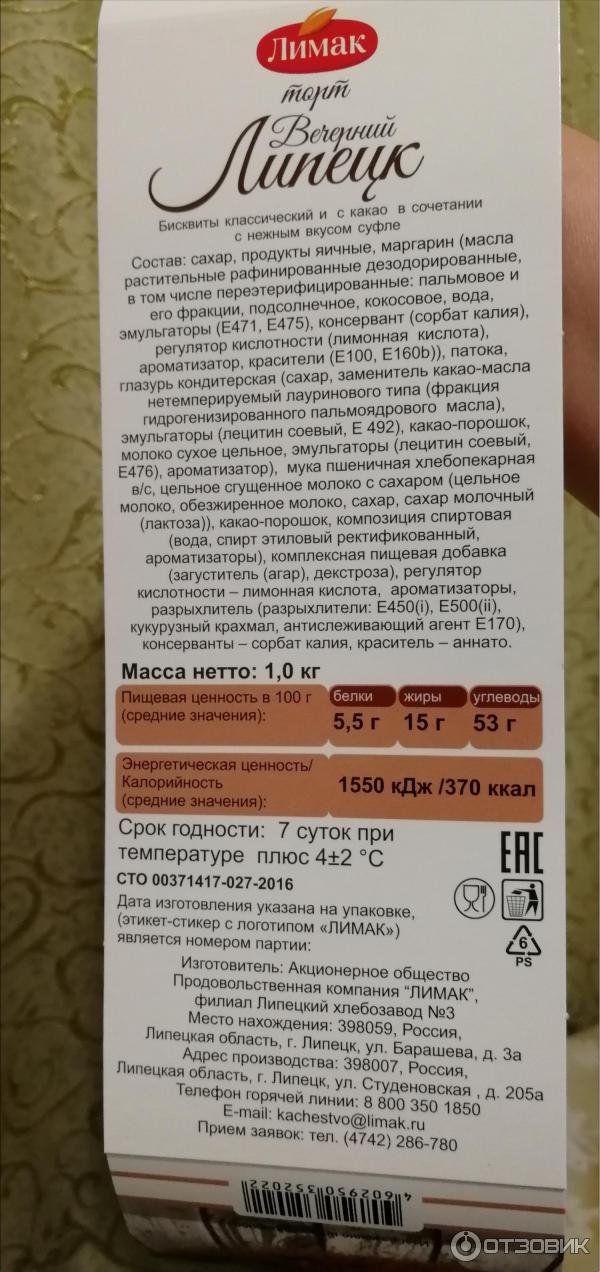 Лимак
торт
Вечерний
Липецк
Бисквиты классический и с какао в сочетании
с нежным вкусом суфле
Состав: сахар, продукты яичные, маргарин (масла
растительные рафинированные дезодорированные,
в том числе переэтерифицированные: пальмовое и
его фракции, подсолнечное, кокосовое, вода,
эмульгаторы (Е471, Е475), консервант (сорбат калия),
регулятор кислотности (лимонная кислота),
ароматизатор, красители (Е100, Е160b)), патока,
глазурь кондитерская (сахар, заменитель какао-масла
нетемперируемый лауринового типа (фракция
гидрогенизированного пальмоядрового масла),
эмульгаторы (лецитин соевый, Е 492), какао-порошок,
молоко сухое цельное, эмульгаторы (лецитин соевый,
Е476), ароматизатор), мука пшеничная хлебопекарная
в/с, цельное сгущенное молоко с сахаром (цельное
молоко, обезжиренное молоко, сахар, сахар молочный
(лактоза)), какао-порошок, композиция спиртовая
(вода, спирт этиловый ректификованный,
ароматизаторы), комплексная пищевая добавка
(загуститель (агар), декстроза), регулятор
кислотности – лимонная кислота, ароматизаторы,
разрыхлитель (разрыхлители: Е450(i), Е500(ii),
кукурузный крахмал, антислеживающий агент Е170),
консерванты – сорбат калия, краситель – аннато.
Масса нетто: 1,0 кг
Пищевая ценность в 100 г белки жиры углеводы
(средние значения): 5,5 г 15 г 53 г
Энергетическая ценность/
Калорийность 1550 кДж /370 ккал
(средние значения):
Срок годности: 7 суток при
температуре плюс 4±2 °С
ЕАС
СТО 00371417-027-2016
Дата изготовления указана на упаковке,
(этикет-стикер с логотипом «ЛИМАК»)
является номером партии:
6
PS
Изготовитель: Акционерное общество
Продовольственная компания "ЛИМАК",
филиал Липецкий хлебозавод №3
Место нахождения: 398059, Россия,
Липецкая область, г. Липецк, ул. Барашева, д. 3а
Адрес производства: 398007, Россия,
Липецкая область, г. Липецк, ул. Студеновская , д. 205а
Телефон горячей линии: 8 800 350 1850
E-mail: kachestvo@limak.ru
Прием заявок: тел. (4742) 286-780
4602950352022
ОТЗОВИК